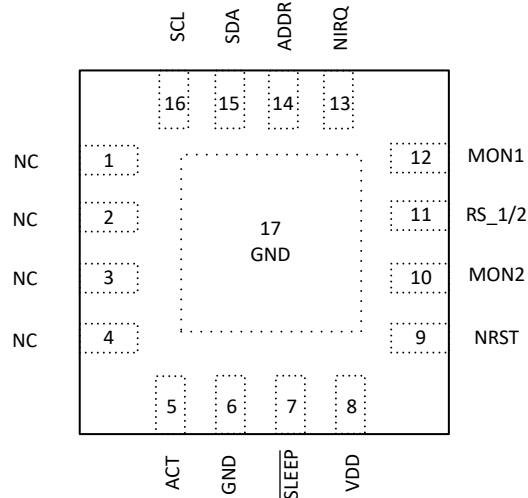 SCL SDA ADDR NIRQ
16 15 14 13
NC 1 12 MON1
NC 2 11 RS_1/2
17
GND
NC 3 10 MON2
NC 4 9 NRST
5 6 7 8
ACT GND SLEEP VDD